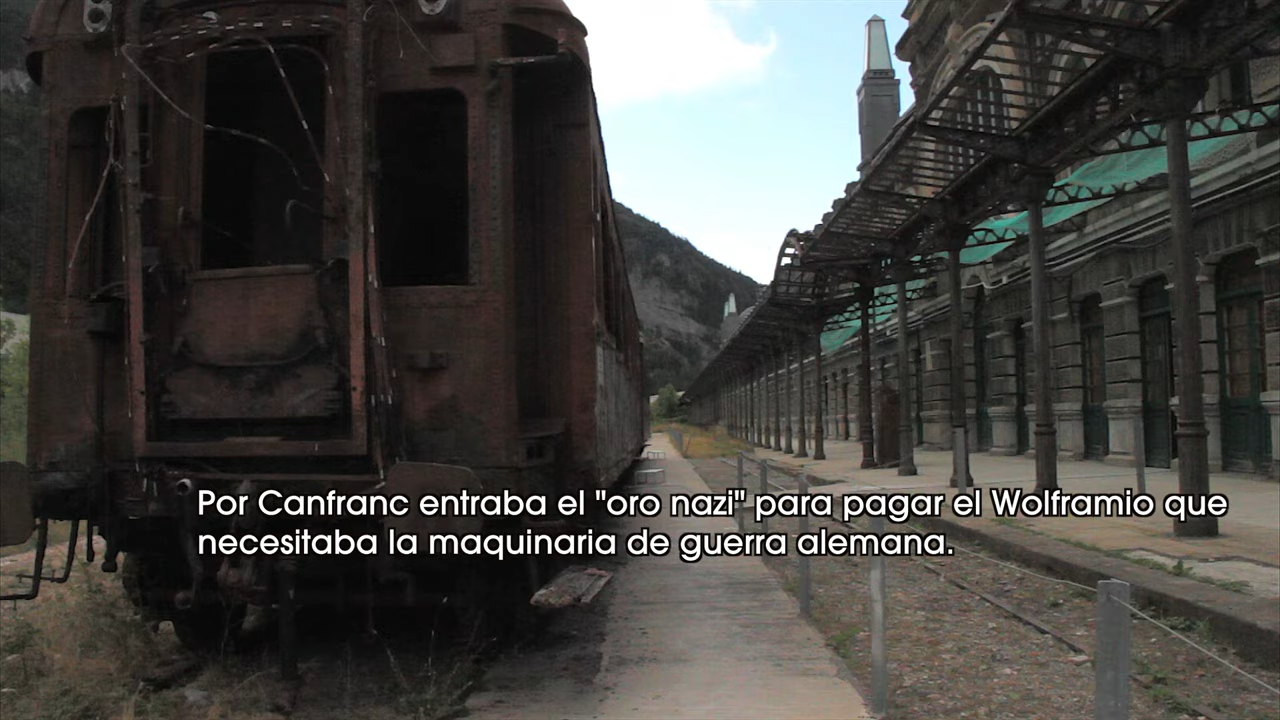 Por Canfranc entraba el "oro nazi" para pagar el Wolframio que
necesitaba la maquinaria de guerra alemana.